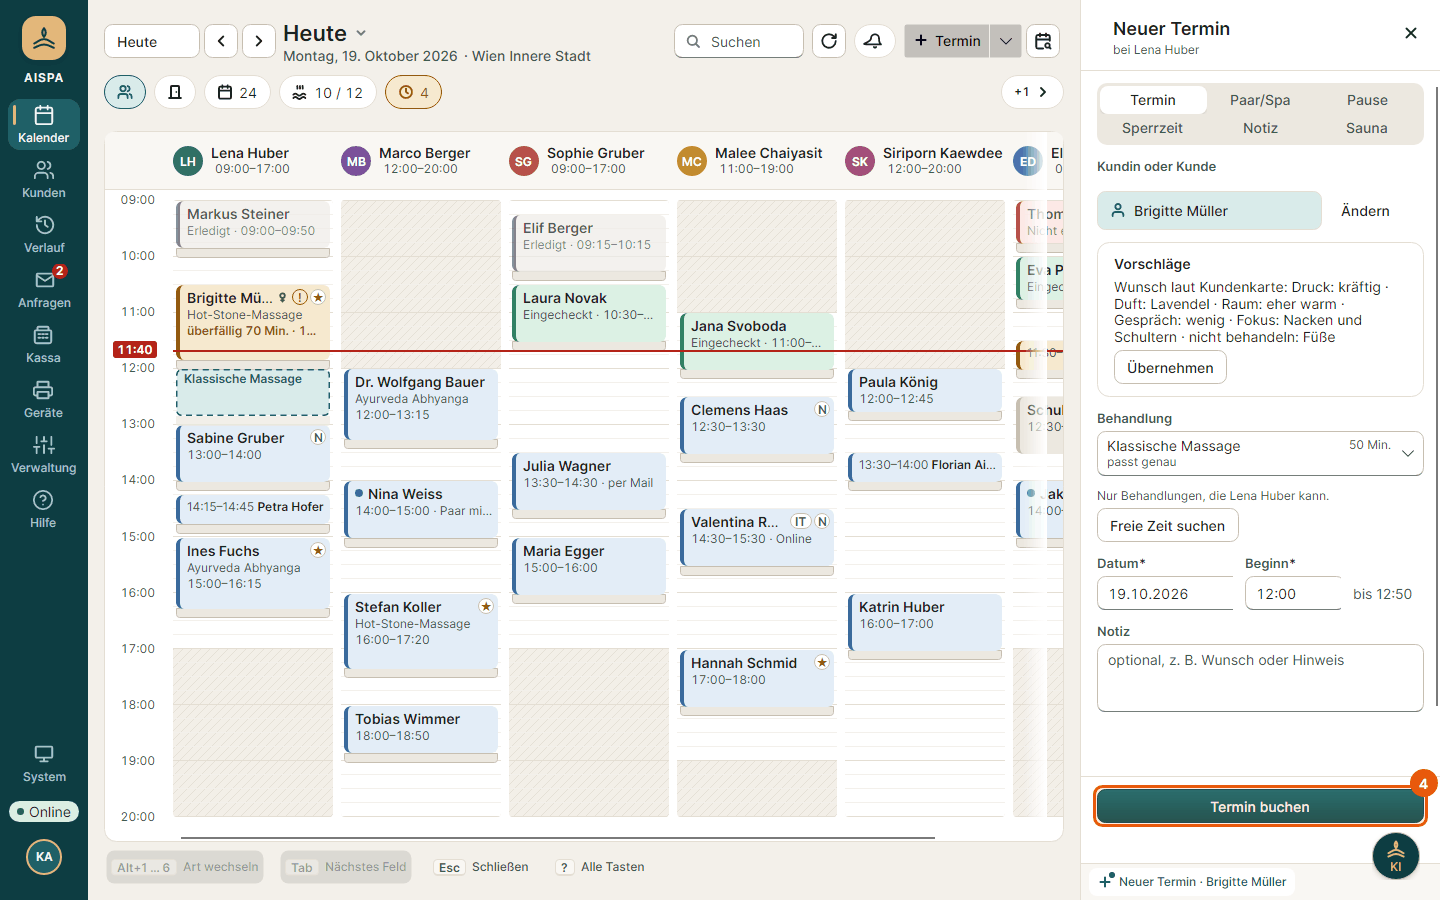 AISPA
Kalender
Kunden
Verlauf
2
Anfragen
Kassa
Geräte
Verwaltung
Hilfe
System
Online
KA
Heute
Heute
Montag, 19. Oktober 2026 · Wien Innere Stadt
Suchen
+ Termin
24
10 / 12
4
+1
LH
Lena Huber
09:00–17:00
MB
Marco Berger
12:00–20:00
SG
Sophie Gruber
09:00–17:00
MC
Malee Chaiyasit
11:00–19:00
SK
Siriporn Kaewdee
12:00–20:00
ED
09:00
10:00
11:00
11:40
12:00
13:00
14:00
15:00
16:00
17:00
18:00
19:00
20:00
Markus Steiner
Erledigt · 09:00–09:50
Brigitte Mü...
Hot-Stone-Massage
überfällig 70 Min. · 1...
Klassische Massage
Sabine Gruber
N
13:00–14:00
14:15–14:45 Petra Hofer
Ines Fuchs
Ayurveda Abhyanga
15:00–16:15
Dr. Wolfgang Bauer
Ayurveda Abhyanga
12:00–13:15
Nina Weiss
14:00–15:00 · Paar mi...
Stefan Koller
Hot-Stone-Massage
16:00–17:20
Tobias Wimmer
18:00–18:50
Elif Berger
Erledigt · 09:15–10:15
Laura Novak
Eingecheckt · 10:30–...
Julia Wagner
13:30–14:30 · per Mail
Maria Egger
15:00–16:00
Jana Svoboda
Eingecheckt · 11:00–...
Clemens Haas
N
12:30–13:30
Valentina R...
IT
N
14:30–15:30 · Online
Hannah Schmid
17:00–18:00
Paula König
12:00–12:45
13:30–14:00 Florian Ai...
Katrin Huber
16:00–17:00
Alt+1 … 6
Art wechseln
Tab
Nächstes Feld
Esc
Schließen
?
Alle Tasten
Neuer Termin
bei Lena Huber
Termin
Paar/Spa
Pause
Sperrzeit
Notiz
Sauna
Kundin oder Kunde
Brigitte Müller
Ändern
Vorschläge
Wunsch laut Kundenkarte: Druck: kräftig ·
Duft: Lavendel · Raum: eher warm ·
Gespräch: wenig · Fokus: Nacken und
Schultern · nicht behandeln: Füße
Übernehmen
Behandlung
Klassische Massage
50 Min.
passt genau
Nur Behandlungen, die Lena Huber kann.
Freie Zeit suchen
Datum*
Beginn*
19.10.2026
12:00
bis 12:50
Notiz
optional, z. B. Wunsch oder Hinweis
4
Termin buchen
KI
Neuer Termin · Brigitte Müller